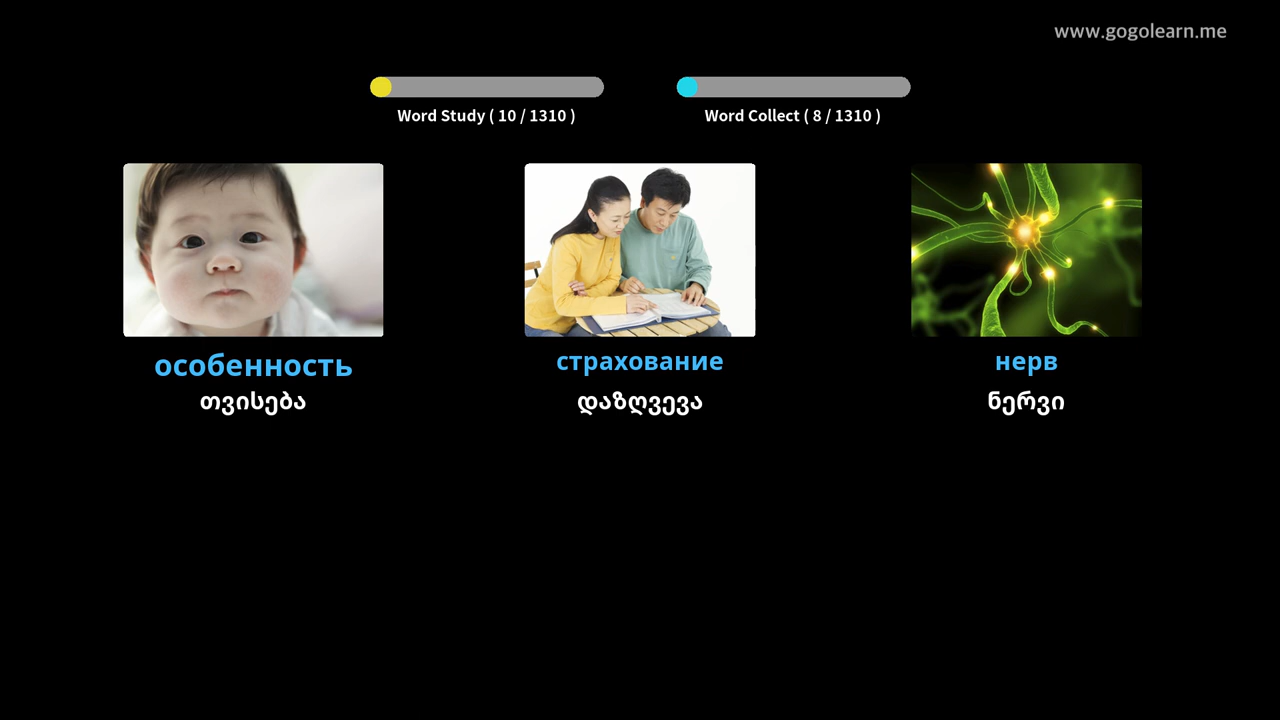 www.gogolearn.me
Word Study ( 10 / 1310 )
Word Collect ( 8 / 1310 )
особенность
თვისება
страхование
დაზღვევა
нерв
ნერვი